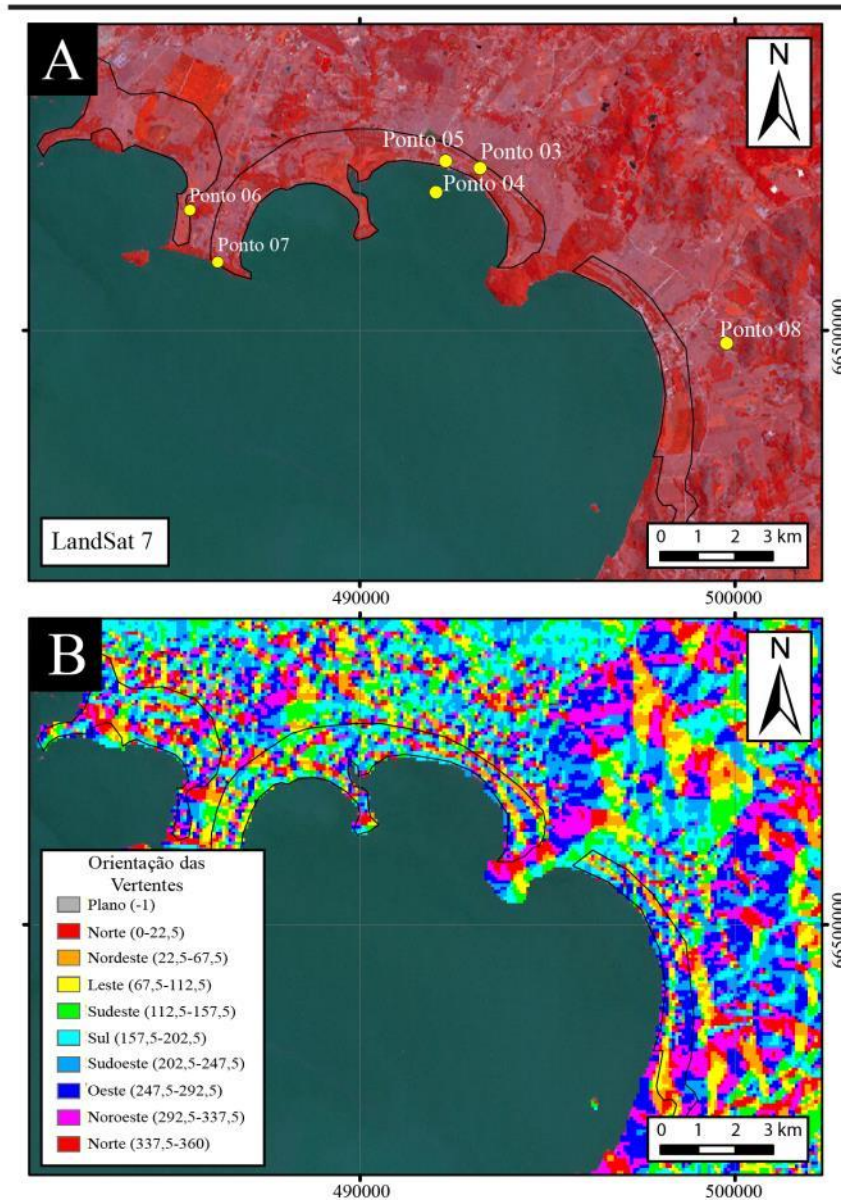 A
N
Ponto 05
Ponto 03
Ponto 04
Ponto 06
Ponto 07
Ponto 08
66500000
LandSat 7
0 1 2 3 km
490000
500000
B
N
Orientação das
Vertentes
Plano (-1)
Norte (0-22,5)
Nordeste (22,5-67,5)
Leste (67,5-112,5)
Sudeste (112,5-157,5)
Sul (157,5-202,5)
Sudoeste (202,5-247,5)
Oeste (247,5-292,5)
Noroeste (292,5-337,5)
Norte (337,5-360)
66500000
0 1 2 3 km
490000
500000